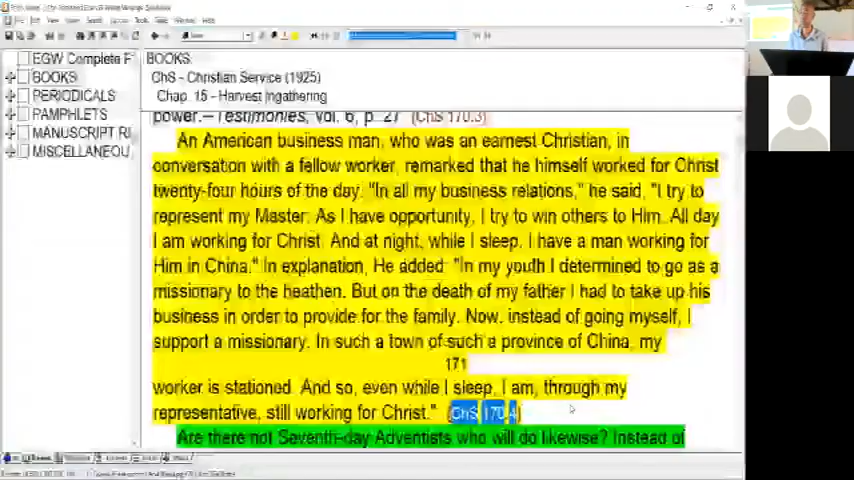 EGW Complete P
BOOKS
PERIODICALS
PAMPHLETS
MANUSCRIPT RI
MISCELLANEOU
BOOKS
ChS - Christian Service (1925)
Chap. 15 - Harvest Ingathering
power.--Testimonies, vol. 6, p. 27 (ChS 170.3)
An American business man, who was an earnest Christian, in
conversation with a fellow worker, remarked that he himself worked for Christ
twenty-four hours of the day. "In all my business relations," he said, "I try to
represent my Master. As I have opportunity, I try to win others to Him. All day
I am working for Christ. And at night, while I sleep, I have a man working for
Him in China." In explanation, He added: "In my youth I determined to go as a
missionary to the heathen. But on the death of my father I had to take up his
business in order to provide for the family. Now, instead of going myself, I
support a missionary. In such a town of such a province of China, my
171
worker is stationed. And so, even while I sleep, I am, through my
representative, still working for Christ." (ChS 170.4)
Are there not Seventh-day Adventists who will do likewise? Instead of